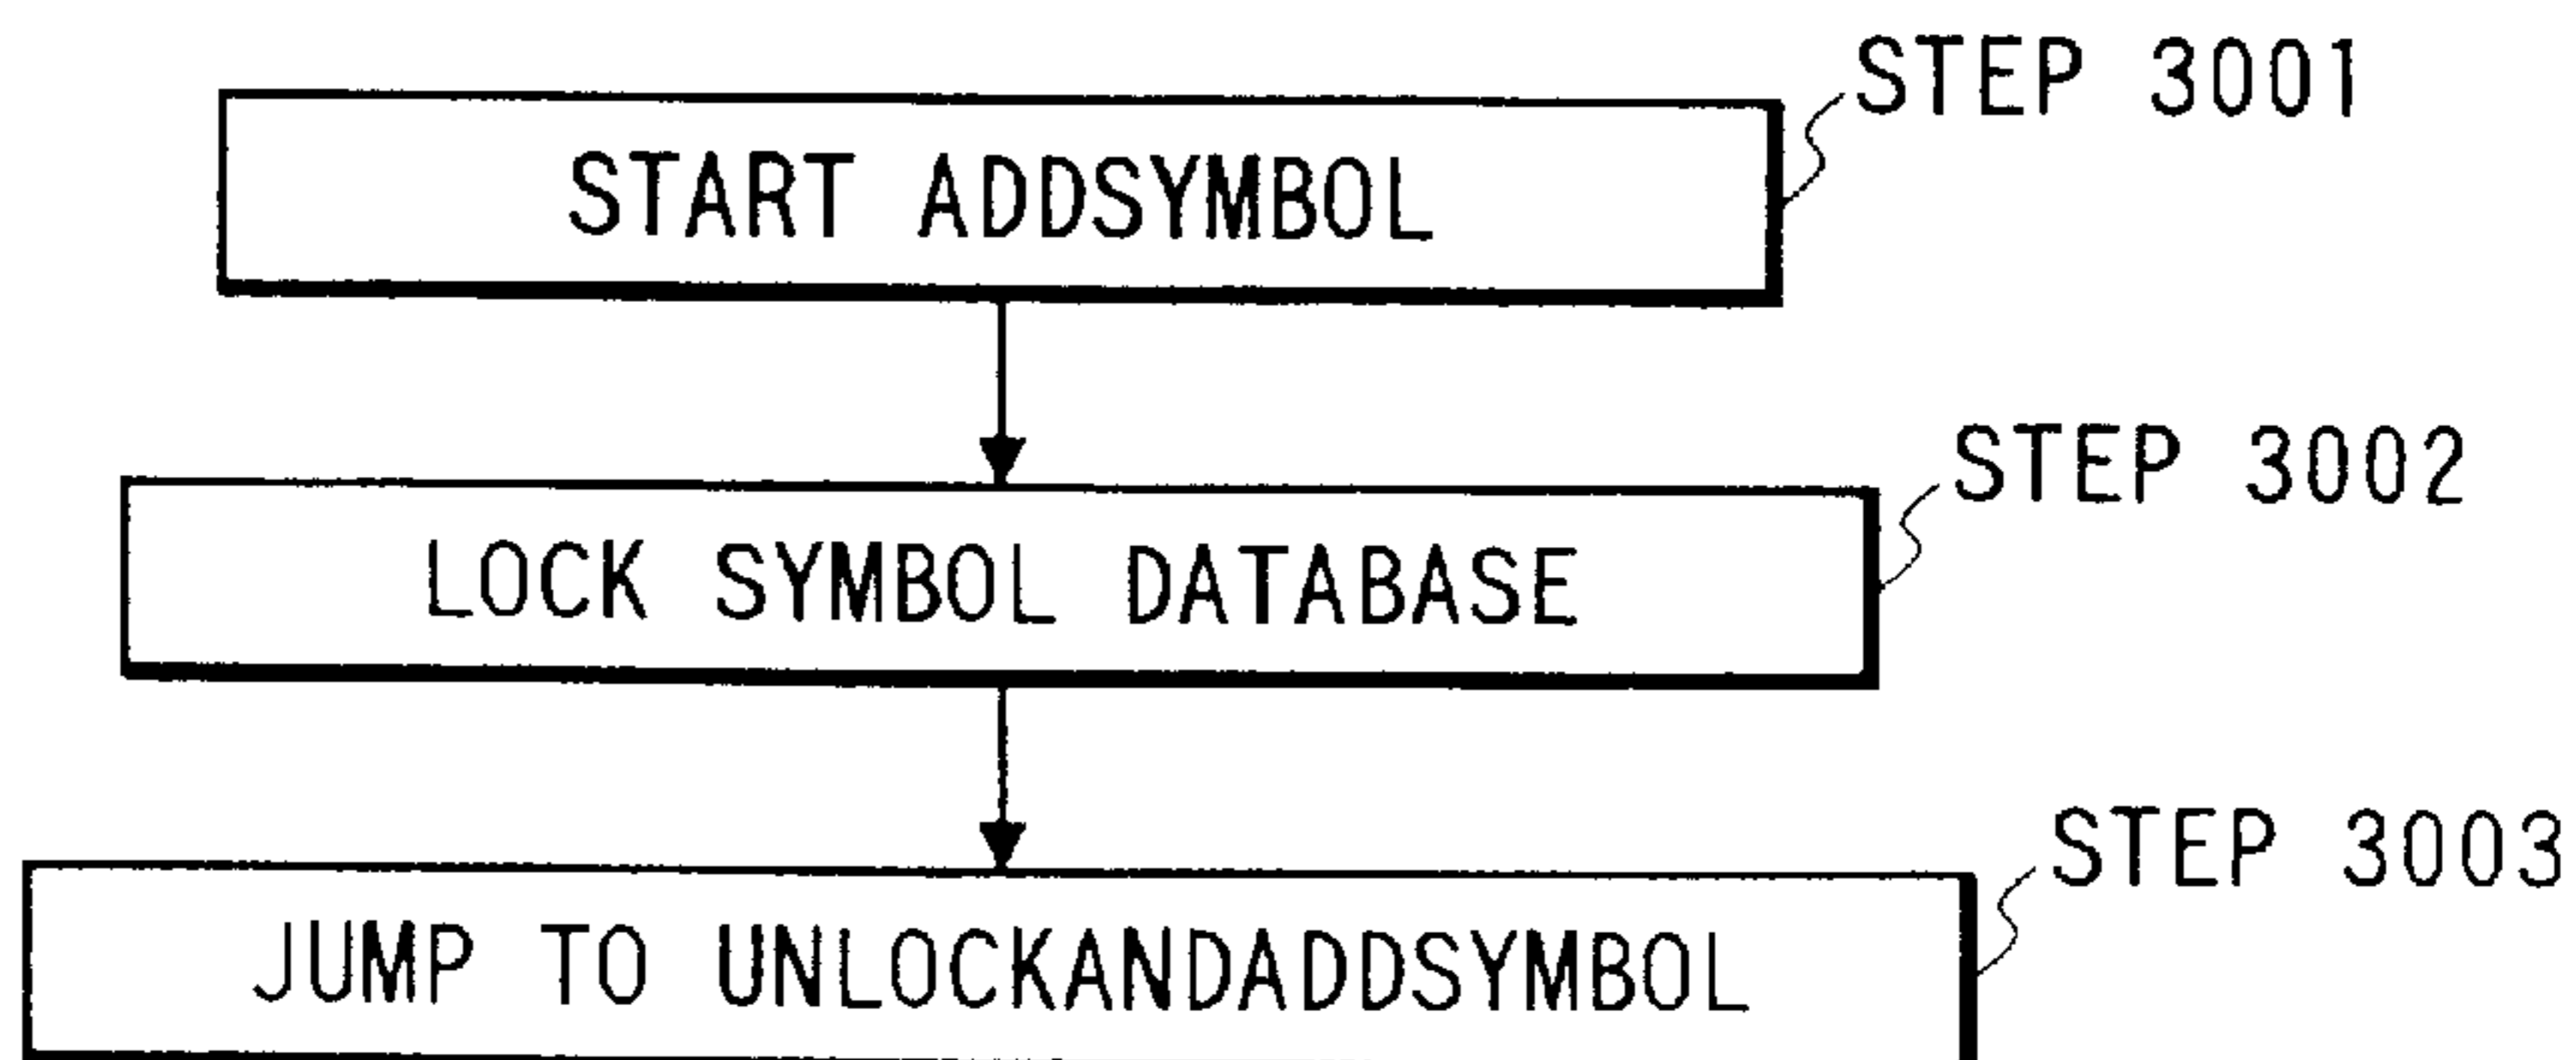 STEP 3001
START ADDSYMBOL
STEP 3002
LOCK SYMBOL DATABASE
STEP 3003
JUMP TO UNLOCKANDADDSYMBOL